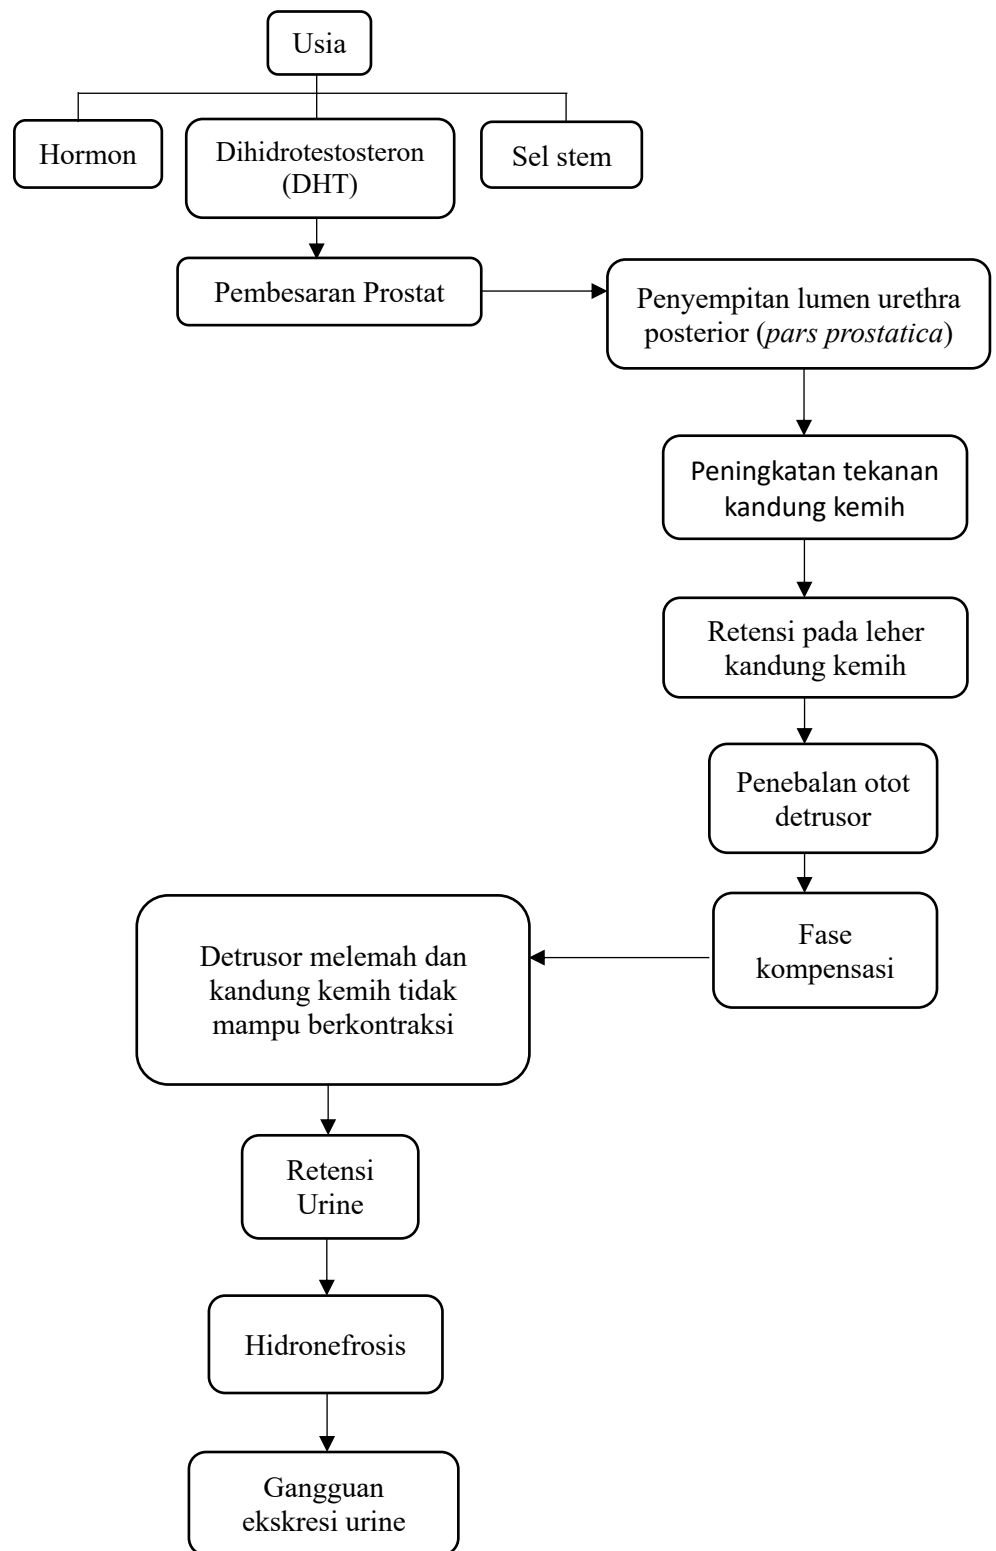 Usia
Hormon
Dihidrotestosteron
(DHT)
Sel stem
Pembesaran Prostat
Penyempitan lumen urethra
posterior (pars prostatica)
Peningkatan tekanan
kandung kemih
Retensi pada leher
kandung kemih
Penebalan otot
detrusor
Fase
kompensasi
Detrusor melemah dan
kandung kemih tidak
mampu berkontraksi
Retensi
Urine
Hidronefrosis
Gangguan
ekskresi urine